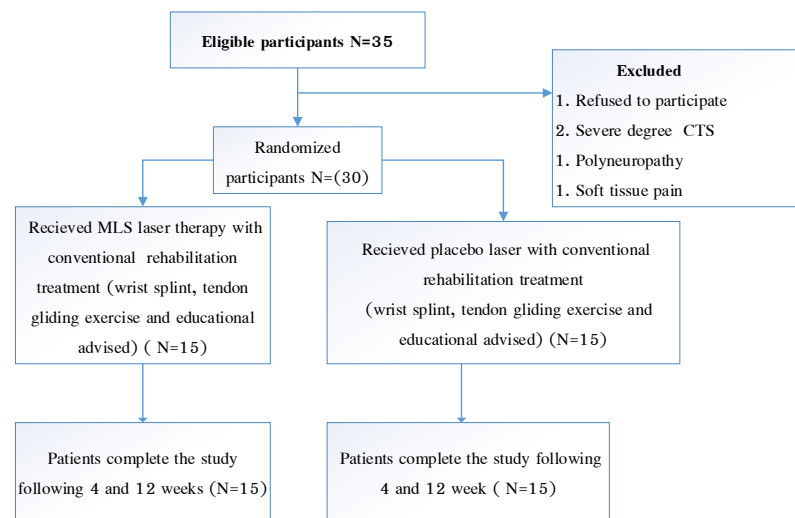 Eligible participants N=35
Excluded
1. Refused to participate
2. Severe degree CTS
1. Polyneuropathy
1. Soft tissue pain
Randomized
participants N=(30)
Recieved MLS laser therapy with
conventional rehabilitation
treatment (wrist splint, tendon
gliding exercise and educational
advised) ( N=15)
Recieved placebo laser with conventional
rehabilitation treatment
(wrist splint, tendon gliding exercise and
educational advised) (N=15)
Patients complete the study
following 4 and 12 weeks (N=15)
Patients complete the study following
4 and 12 week ( N=15)